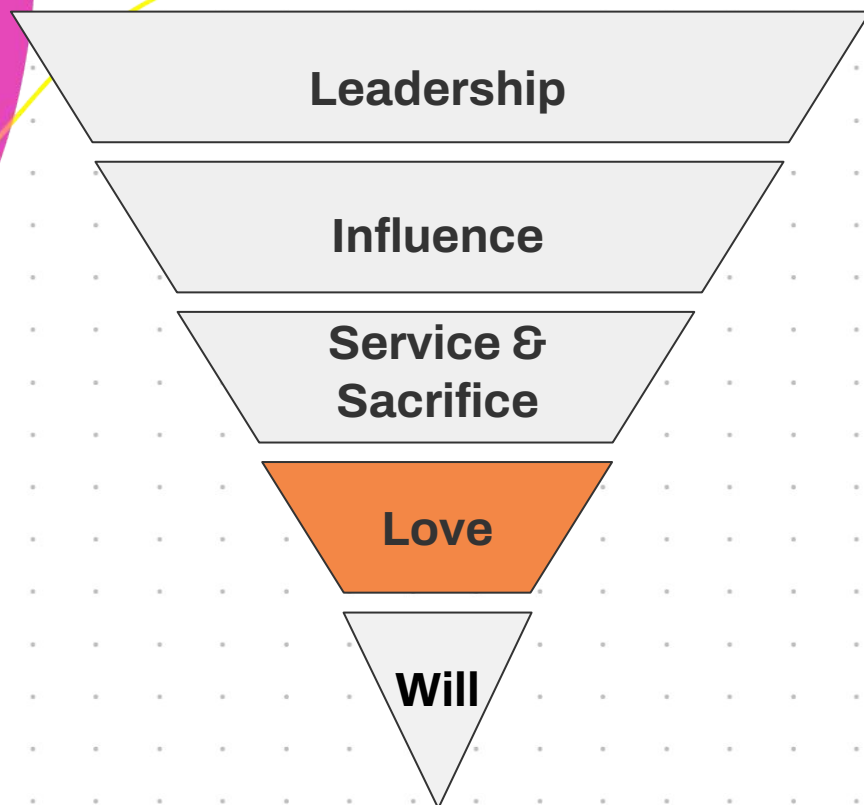 Leadership
Influence
Service &
Sacrifice
Love
Will